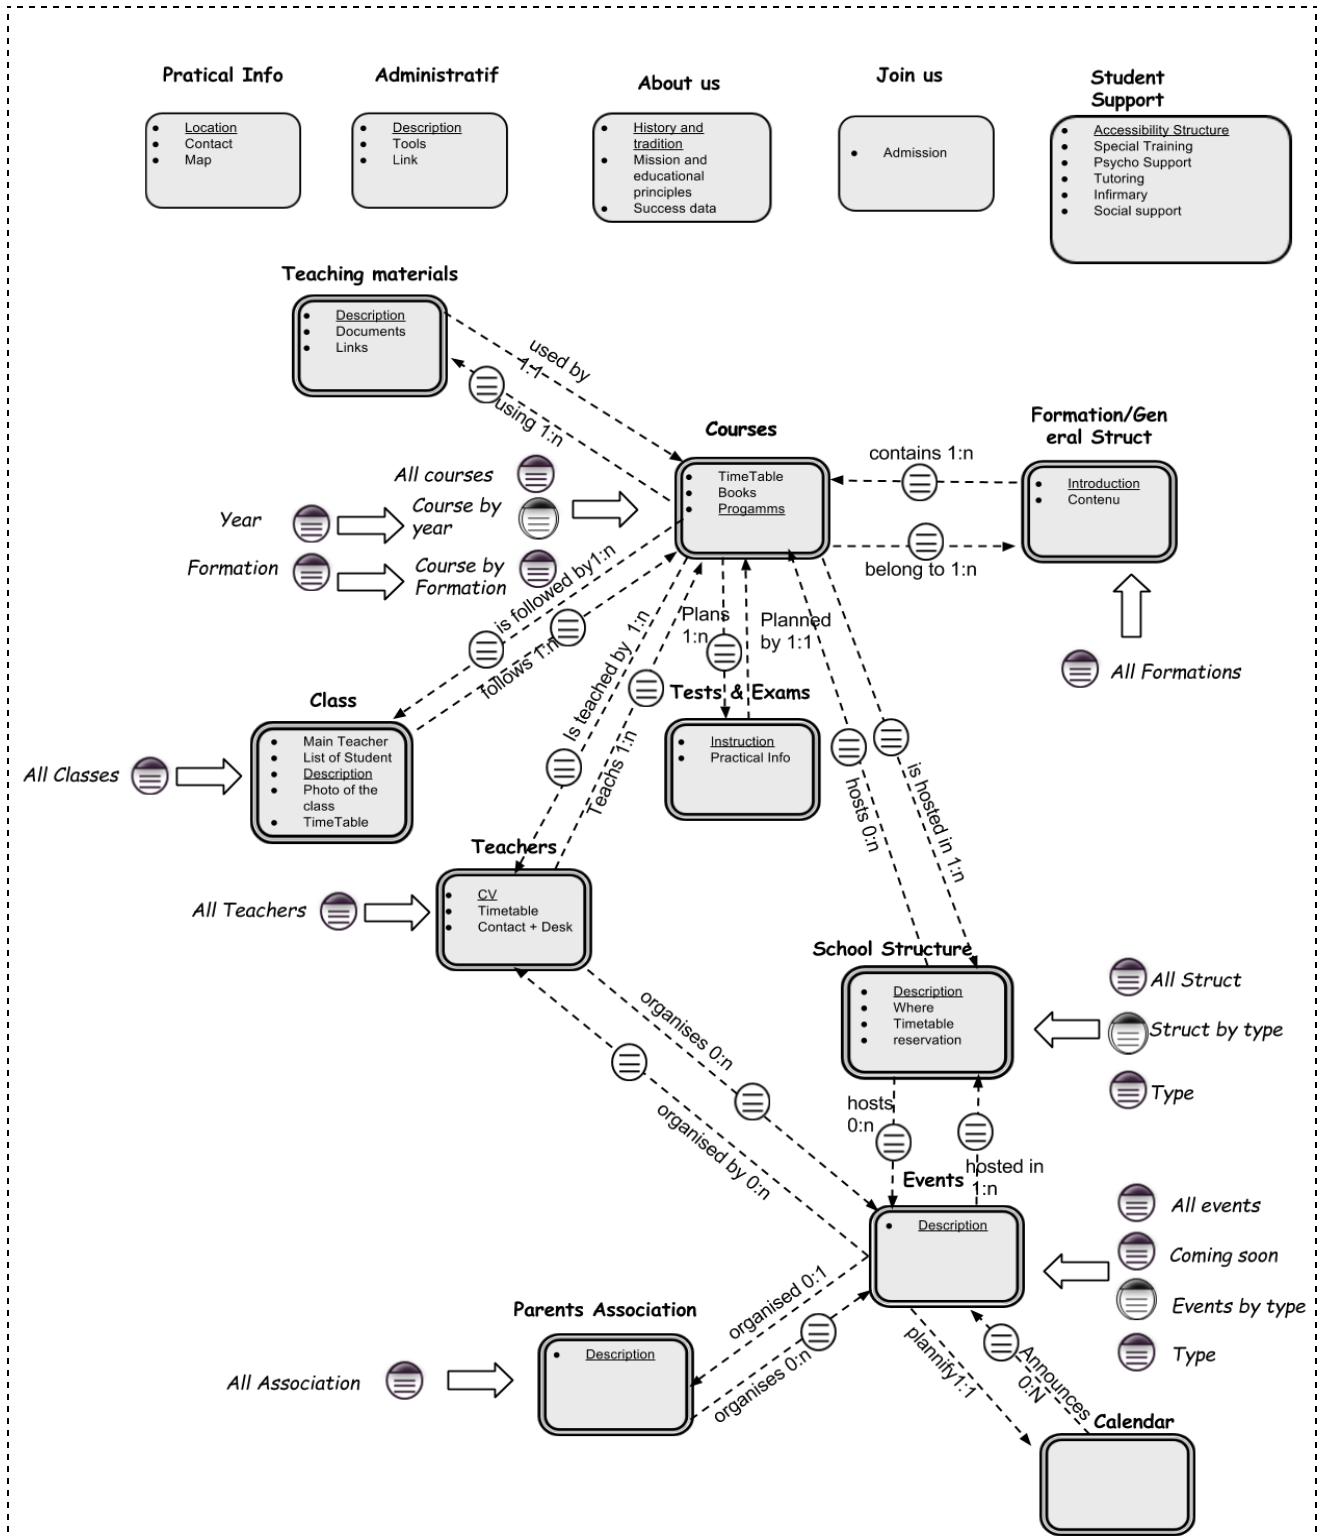 Pratical Info
Administratif
About us
Join us
Student
Support
Location
Contact
Map
Description
Tools
Link
History and
tradition
Mission and
educational
principles
Success data
Admission
Accessibility Structure
Special Training
Psycho Support
Tutoring
Infirmary
Social support
Teaching materials
Description
Documents
Links
used by
1:1
using 1:n
Courses
TimeTable
Books
Progamms
contains 1:n
belong to 1:n
Formation/Gen
eral Struct
Introduction
Contenu
All Formations
All courses
Year
Course by
year
Formation
Course by
Formation
is followed by1:n
follows 1:n
Is teached by 1:n
Teachs 1:n
Plans
1:n
Planned
by 1:1
Tests & Exams
Instruction
Practical Info
hosts 0:n
is hosted in 1:n
Class
Main Teacher
List of Student
Description
Photo of the
class
TimeTable
All Classes
Teachers
CV
Timetable
Contact + Desk
All Teachers
School Structure
Description
Where
Timetable
reservation
All Struct
Struct by type
Type
organises 0:n
organised by 0:n
hosts
0:n
hosted in
1:n
Events
Description
All events
Coming soon
Events by type
Type
organised 0:1
organises 0:n
Parents Association
Description
All Association
plannify1:1
Announces
0:N
Calendar